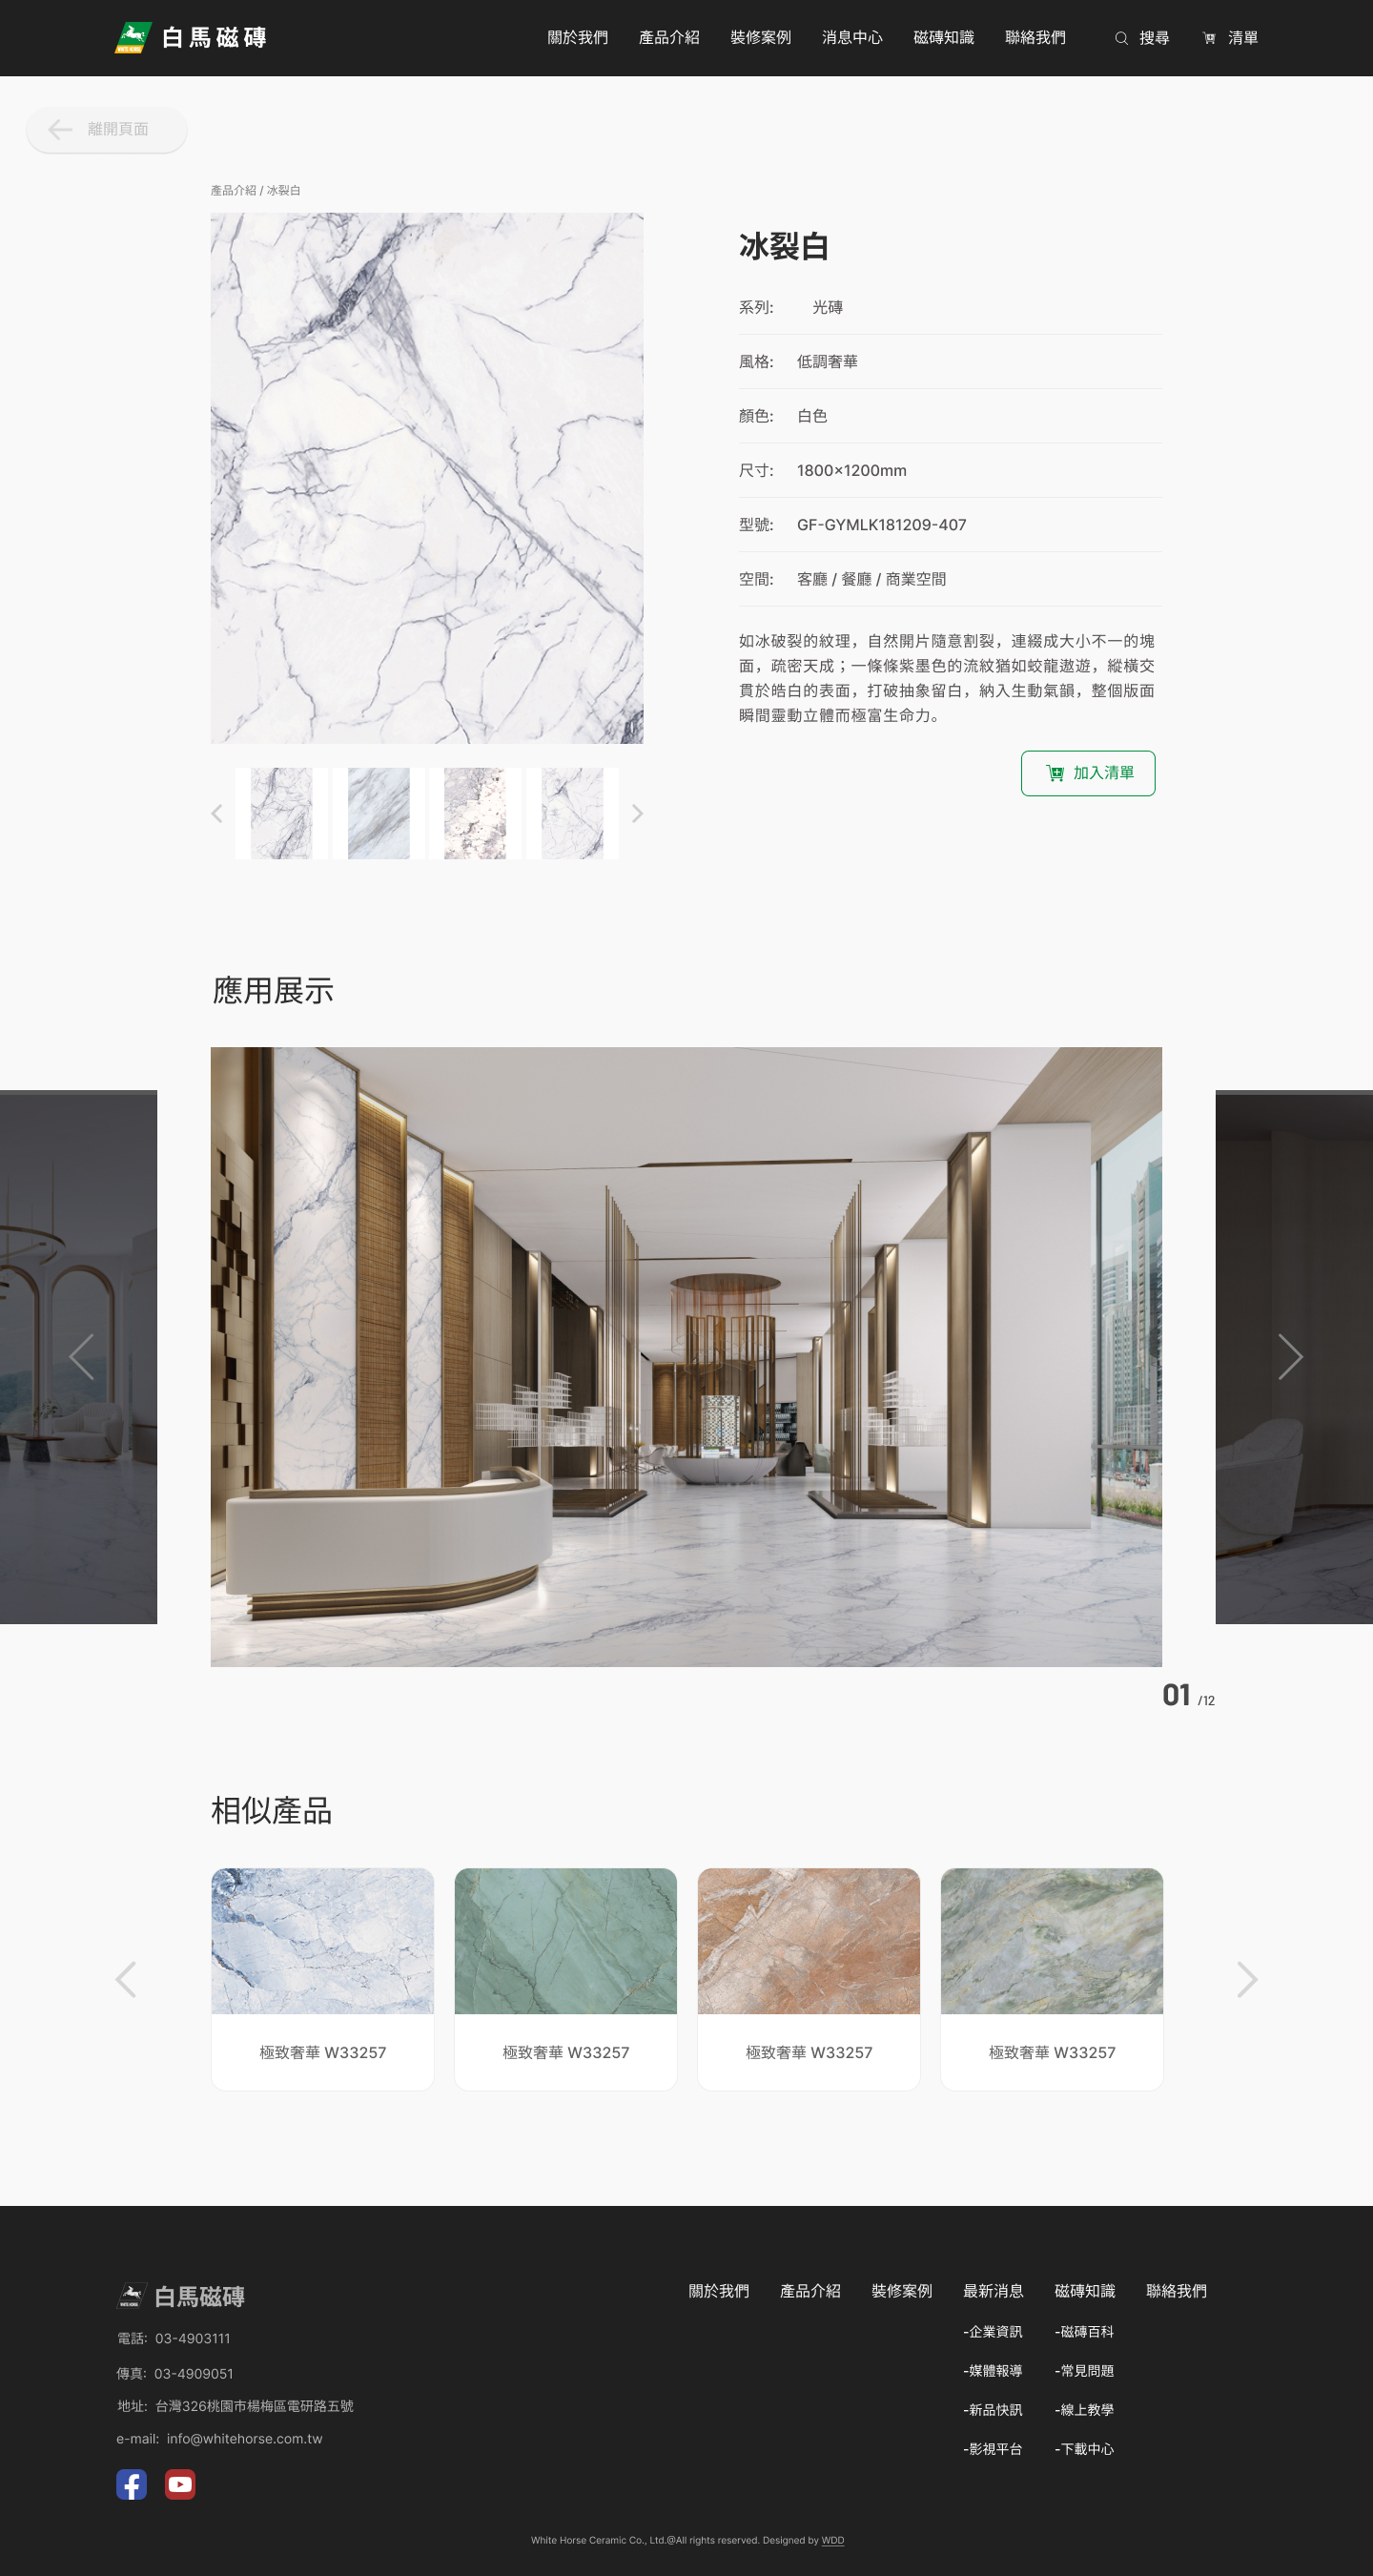 白馬磁磚
關於我們 產品介紹 裝修案例 消息中心 磁磚知識 聯絡我們 搜尋 清單
離開頁面
產品介紹 / 冰裂白
冰裂白
系列: 光磚
風格: 低調奢華
顏色: 白色
尺寸: 1800×1200mm
型號: GF-GYMLK181209-407
空間: 客廳 / 餐廳 / 商業空間
如冰破裂的紋理，自然開片隨意割裂，連綴成大小不一的塊
面，疏密天成；一條條紫墨色的流紋猶如蛟龍遨遊，縱橫交
貫於皓白的表面，打破抽象留白，納入生動氣韻，整個版面
瞬間靈動立體而極富生命力。
加入清單
應用展示
01 /12
相似產品
極致奢華 W33257 極致奢華 W33257 極致奢華 W33257 極致奢華 W33257
白馬磁磚
關於我們 產品介紹 裝修案例 最新消息 磁磚知識 聯絡我們
-企業資訊 -磁磚百科
-媒體報導 -常見問題
-新品快訊 -線上教學
-影視平台 -下載中心
電話: 03-4903111
傳真: 03-4909051
地址: 台灣326桃園市楊梅區電研路五號
e-mail: info@whitehorse.com.tw
White Horse Ceramic Co., Ltd.@All rights reserved. Designed by WDD